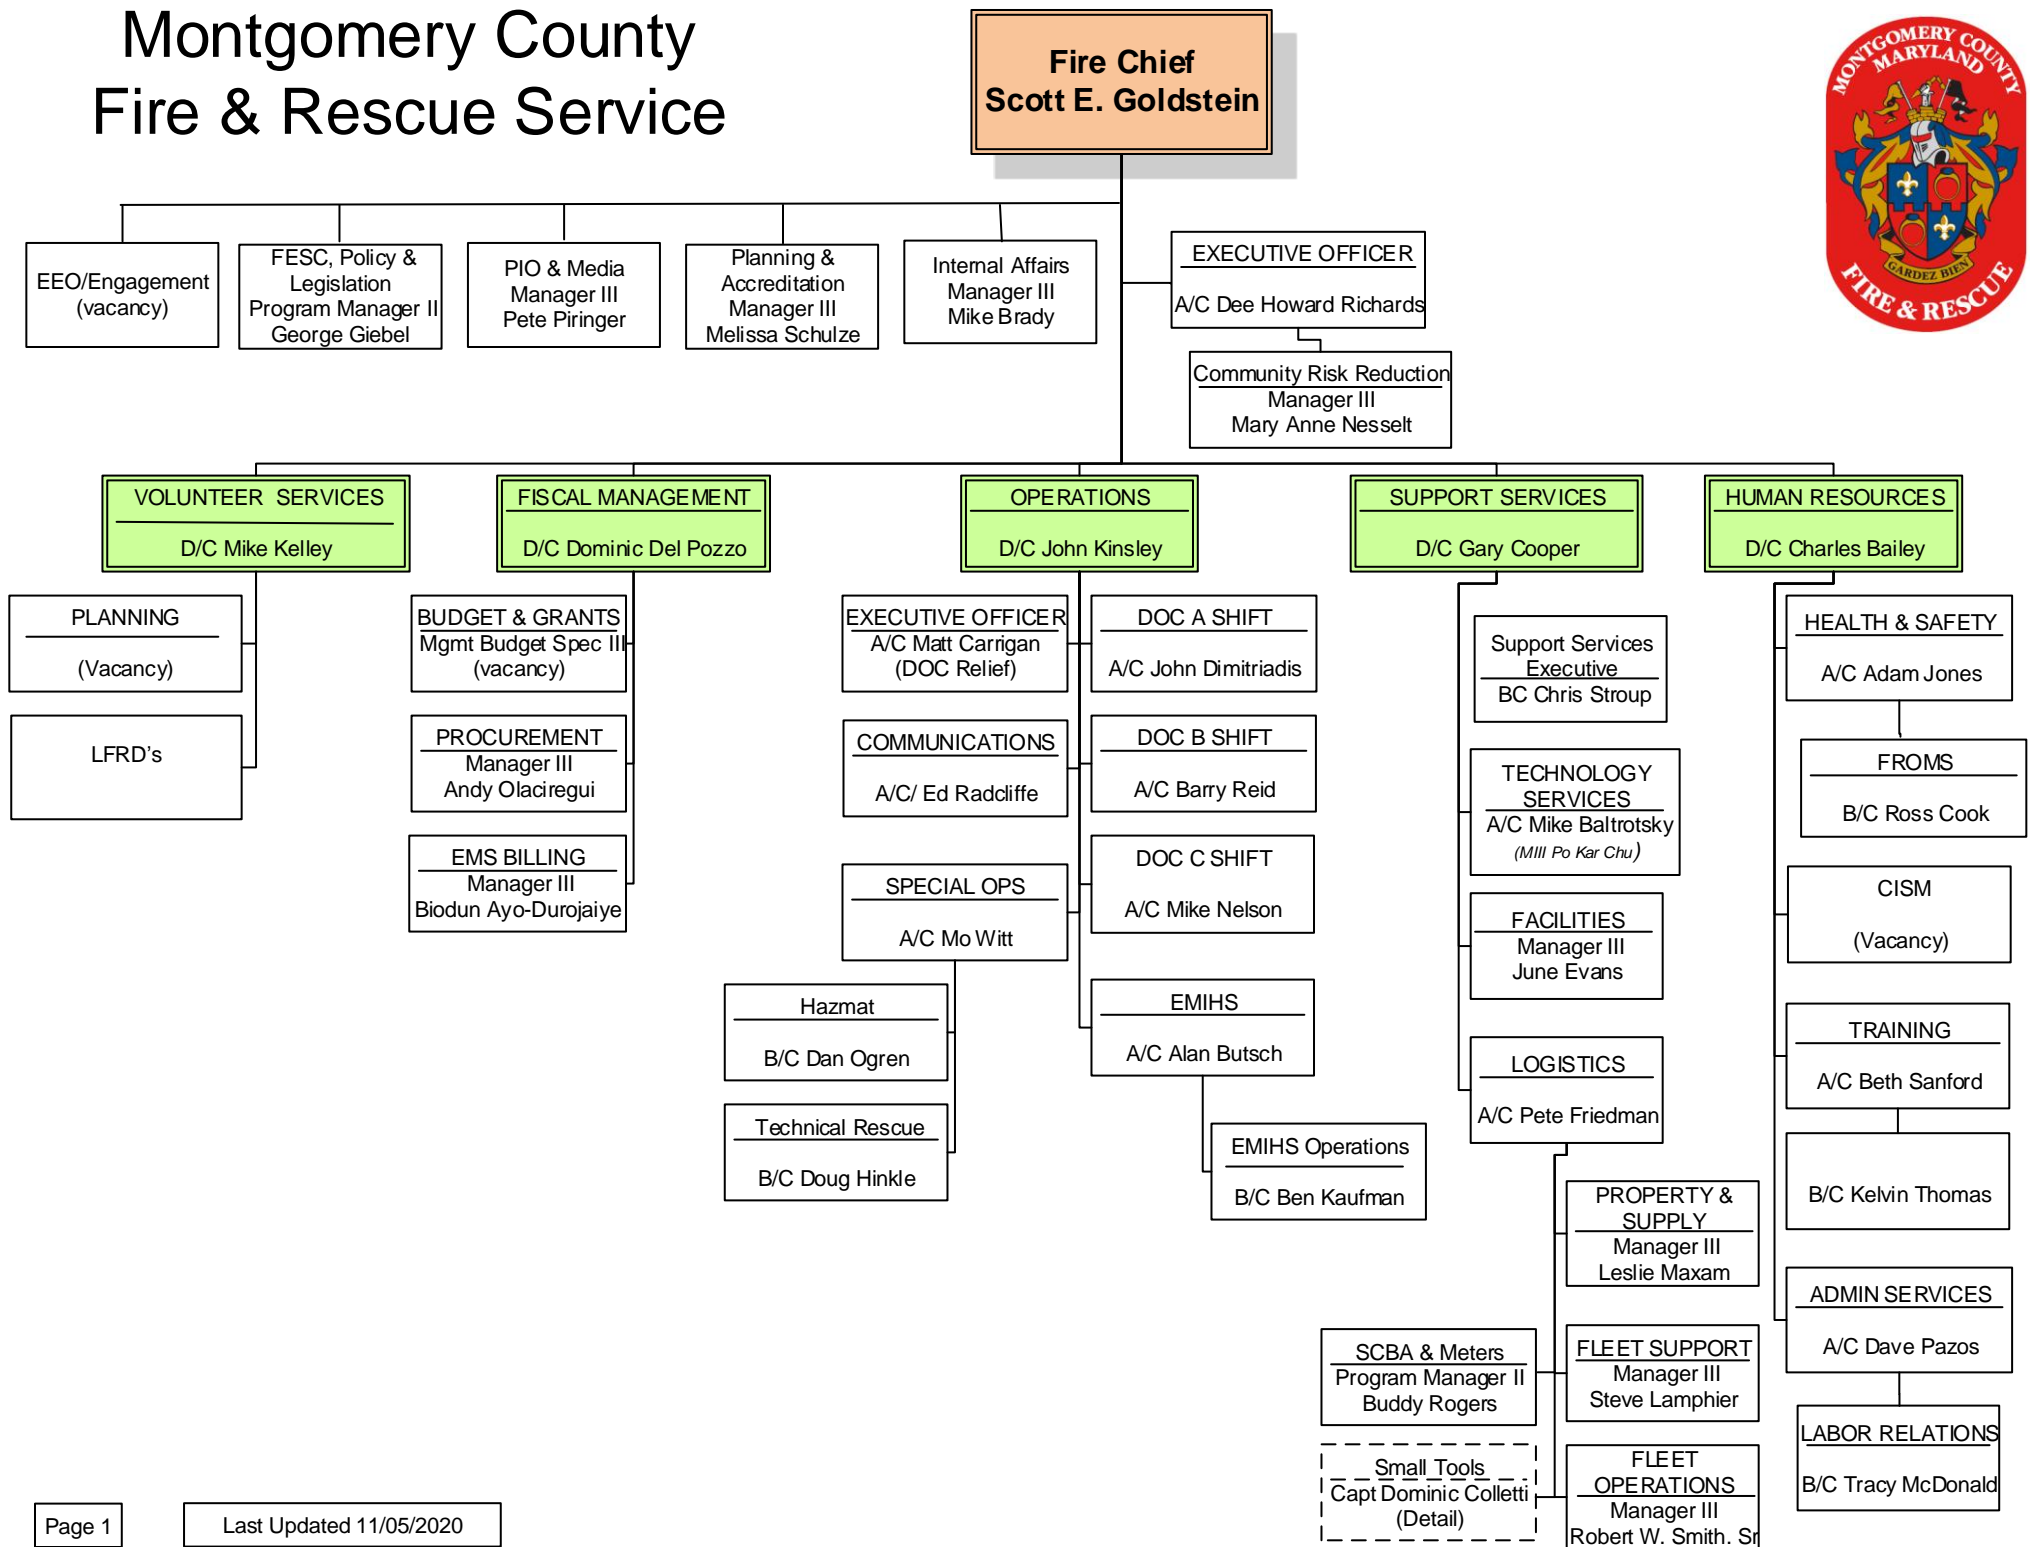 Montgomery County
Fire & Rescue Service
Fire Chief
Scott E. Goldstein
MONTGOMERY COUNTY
MARYLAND
GARDEZ BIEN
FIRE & RESCUE
EEO/Engagement
(vacancy)
FESC, Policy &
Legislation
Program Manager II
George Giebel
PIO & Media
Manager III
Pete Piringer
Planning &
Accreditation
Manager III
Melissa Schulze
Internal Affairs
Manager III
Mike Brady
EXECUTIVE OFFICER
A/C Dee Howard Richards
Community Risk Reduction
Manager III
Mary Anne Nesselt
VOLUNTEER SERVICES
D/C Mike Kelley
FISCAL MANAGEMENT
D/C Dominic Del Pozzo
OPERATIONS
D/C John Kinsley
SUPPORT SERVICES
D/C Gary Cooper
HUMAN RESOURCES
D/C Charles Bailey
PLANNING
(Vacancy)
LFRD's
BUDGET & GRANTS
Mgmt Budget Spec III
(vacancy)
PROCUREMENT
Manager III
Andy Olaciregui
EMS BILLING
Manager III
Biodun Ayo-Durojaiye
EXECUTIVE OFFICER
A/C Matt Carrigan
(DOC Relief)
COMMUNICATIONS
A/C/ Ed Radcliffe
SPECIAL OPS
A/C Mo Witt
Hazmat
B/C Dan Ogren
Technical Rescue
B/C Doug Hinkle
DOC A SHIFT
A/C John Dimitriadis
DOC B SHIFT
A/C Barry Reid
DOC C SHIFT
A/C Mike Nelson
EMIHS
A/C Alan Butsch
EMIHS Operations
B/C Ben Kaufman
Support Services
Executive
BC Chris Stroup
TECHNOLOGY
SERVICES
A/C Mike Baltrotsky
(MIII Po Kar Chu)
FACILITIES
Manager III
June Evans
LOGISTICS
A/C Pete Friedman
PROPERTY &
SUPPLY
Manager III
Leslie Maxam
SCBA & Meters
Program Manager II
Buddy Rogers
FLEET SUPPORT
Manager III
Steve Lamphier
Small Tools
Capt Dominic Colletti
(Detail)
FLEET
OPERATIONS
Manager III
Robert W. Smith. Sr
HEALTH & SAFETY
A/C Adam Jones
FROMS
B/C Ross Cook
CISM
(Vacancy)
TRAINING
A/C Beth Sanford
B/C Kelvin Thomas
ADMIN SERVICES
A/C Dave Pazos
LABOR RELATIONS
B/C Tracy McDonald
Page 1
Last Updated 11/05/2020